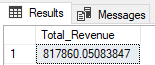 Results Messages
Total_Revenue
1 817860.05083847